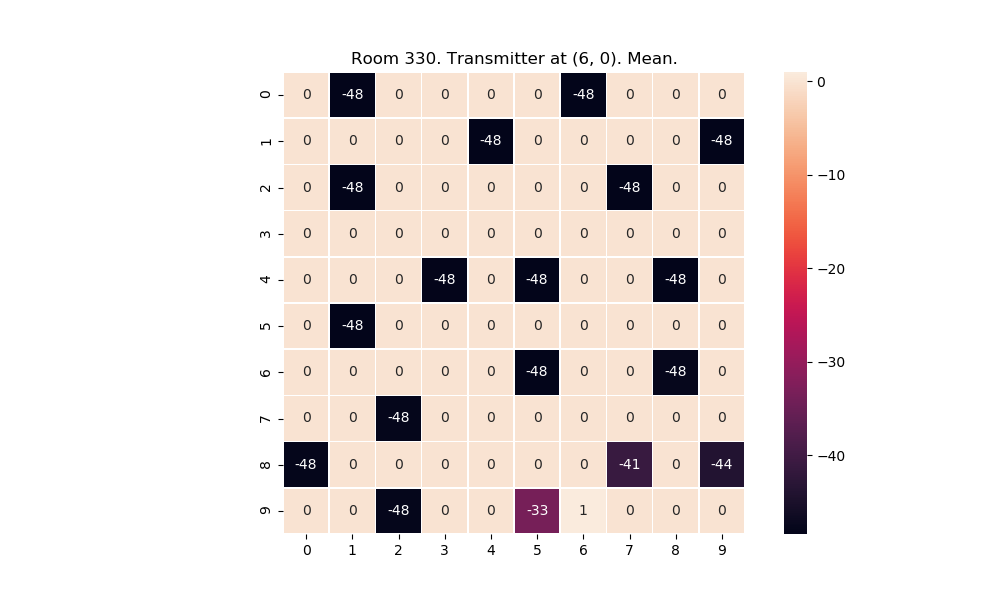 Room 330. Transmitter at (6, 0). Mean.
0 0 -48 0 0 0 0 -48 0 0 0
1 0 0 0 0 -48 0 0 0 0 -48
2 0 -48 0 0 0 0 0 -48 0 0
3 0 0 0 0 0 0 0 0 0 0
4 0 0 0 -48 0 -48 0 0 -48 0
5 0 -48 0 0 0 0 0 0 0 0
6 0 0 0 0 0 -48 0 0 -48 0
7 0 0 -48 0 0 0 0 0 0 0
8 -48 0 0 0 0 0 0 -41 0 -44
9 0 0 -48 0 0 -33 1 0 0 0
0 1 2 3 4 5 6 7 8 9
0
−10
−20
−30
−40